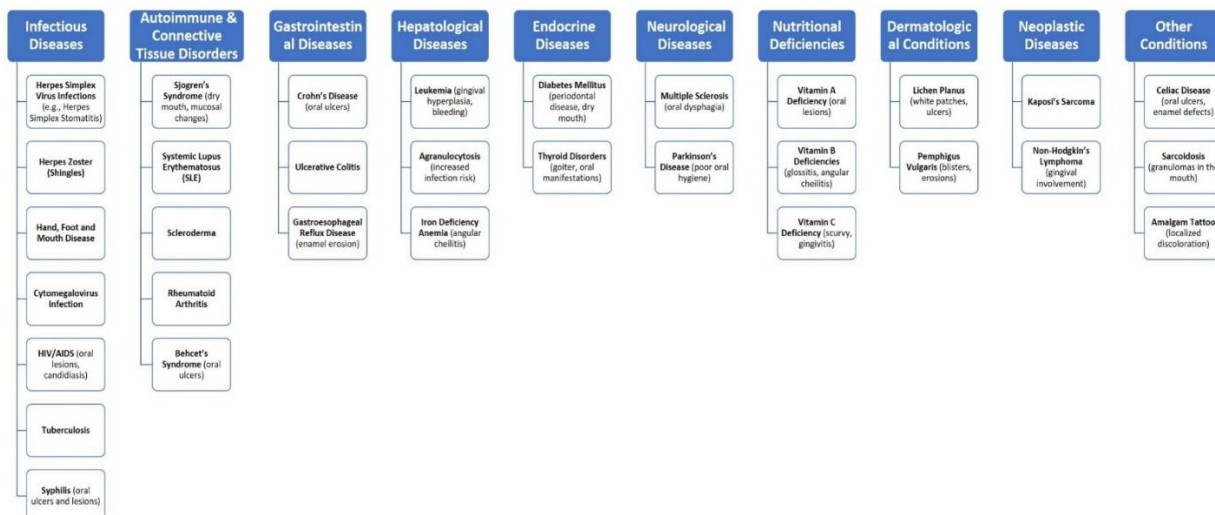 Infectious
Diseases
Herpes Simplex
Virus Infections
(e.g., Herpes
Simplex Stomatitis)
Herpes Zoster
(Shingles)
Hand, Foot and
Mouth Disease
Cytomegalovirus
Infection
HIV/AIDS (oral
lesions,
candidiasis)
Tuberculosis
Syphilis (oral
ulcers and lesions)
Autoimmune &
Connective
Tissue Disorders
Sjogren's
Syndrome (dry
mouth, mucosal
changes)
Systemic Lupus
Erythematosus
(SLE)
Scleroderma
Rheumatoid
Arthritis
Behcet's
Syndrome (oral
ulcers)
Gastrointestin
al Diseases
Crohn's Disease
(oral ulcers)
Ulcerative Colitis
Gastroesophageal
Reflux Disease
(enamel erosion)
Hepatological
Diseases
Leukemia (gingival
hyperplasia,
bleeding)
Agranulocytosis
(increased
infection risk)
Iron Deficiency
Anemia (angular
cheilitis)
Endocrine
Diseases
Diabetes Mellitus
(periodontal
disease, dry
mouth)
Thyroid Disorders
(goiter, oral
manifestations)
Neurological
Diseases
Multiple Sclerosis
(oral dysphagia)
Parkinson's
Disease (poor oral
hygiene)
Nutritional
Deficiencies
Vitamin A
Deficiency (oral
lesions)
Vitamin B
Deficiencies
(glossitis, angular
cheilitis)
Vitamin C
Deficiency (scurvy,
gingivitis)
Dermatologic
al Conditions
Lichen Planus
(white patches,
ulcers)
Pemphigus
Vulgaris (blisters,
erosions)
Neoplastic
Diseases
Kaposi's Sarcoma
Non-Hodgkin's
Lymphoma
(gingival
involvement)
Other
Conditions
Celiac Disease
(oral ulcers,
enamel defects)
Sarcoidosis
(granulomas in the
mouth)
Amalgam Tattoo
(localized
discoloration)